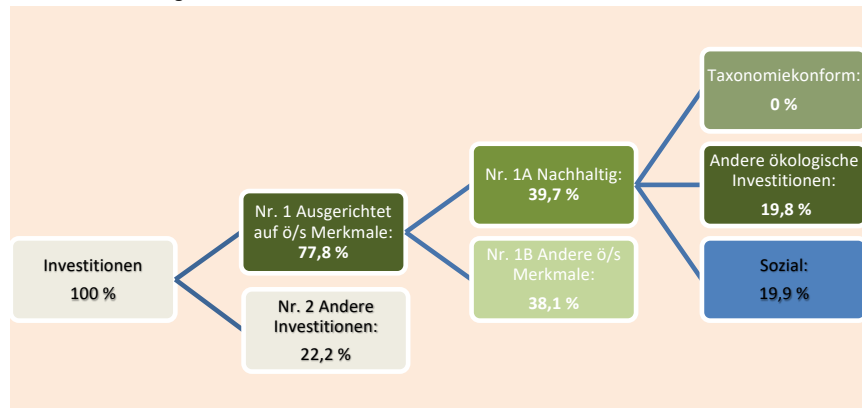 Investitionen
100 %
Nr. 1 Ausgerichtet
auf ö/s Merkmale:
77,8 %
Nr. 2 Andere
Investitionen:
22,2 %
Nr. 1A Nachhaltig:
39,7 %
Nr. 1B Andere ö/s
Merkmale:
38,1 %
Taxonomiekonform:
0 %
Andere ökologische
Investitionen:
19,8 %
Sozial:
19,9 %